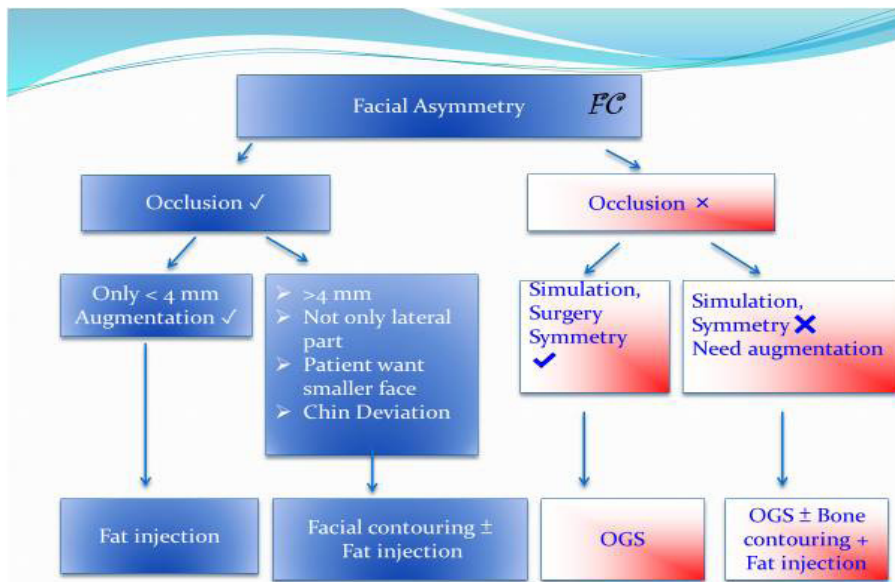 Facial Asymmetry
FC
Occlusion ✓
Occlusion ×
Only < 4 mm
Augmentation ✓
➢ >4 mm
➢ Not only lateral
part
➢ Patient want
smaller face
➢ Chin Deviation
Simulation,
Surgery
Symmetry
✔
Simulation,
Symmetry ✖
Need augmentation
Fat injection
Facial contouring ±
Fat injection
OGS
OGS ± Bone
contouring +
Fat injection